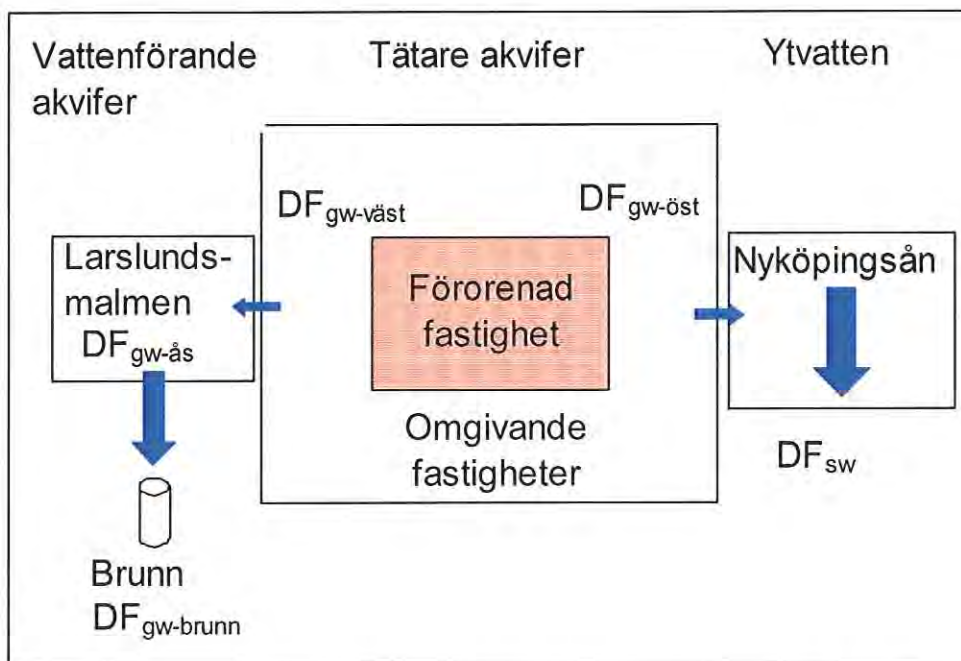 Vattenförande
akvifer
Tätare akvifer
Ytvatten
DFgw-väst
DFgw-öst
Larslunds-
malmen
DFgw-ås
Förorenad
fastighet
Nyköpingsån
Omgivande
fastigheter
DFsw
Brunn
DFgw-brunn